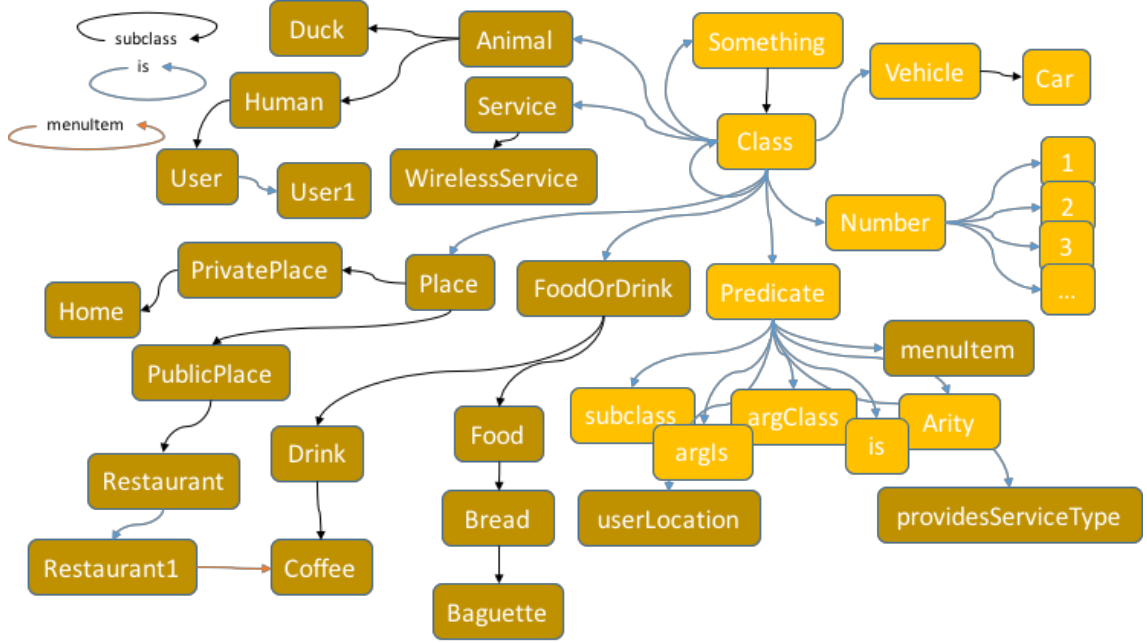 subclass
is
menuItem
Duck
Animal
Something
Vehicle
Car
Human
Service
Class
User
User1
WirelessService
1
2
3
...
Number
PrivatePlace
Place
FoodOrDrink
Predicate
Home
PublicPlace
menuItem
subclass
argClass
Arity
argIs
is
Food
Drink
Restaurant
Bread
userLocation
providesServiceType
Restaurant1
Coffee
Baguette